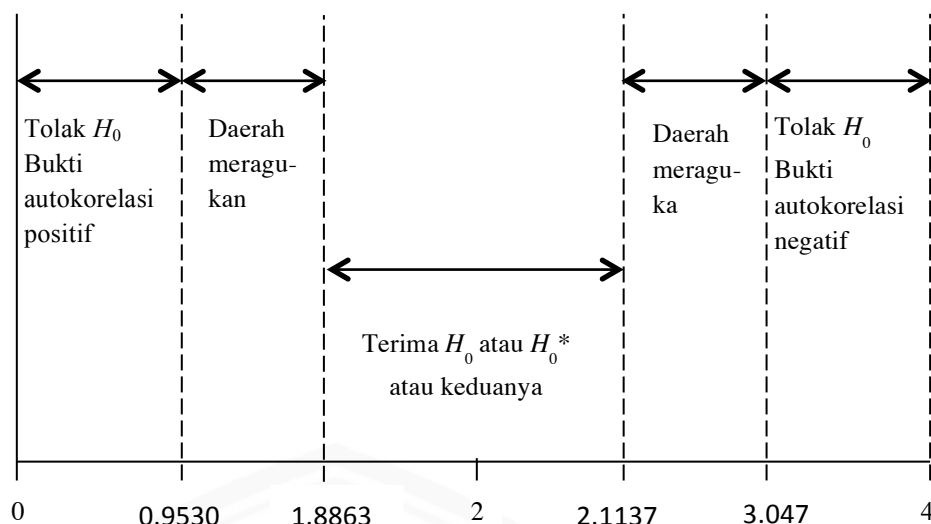 Tolak H₀
Bukti
autokorelasi
positif
Daerah
meragu-
kan
Terima H₀ atau H₀*
atau keduanya
Daerah
meragu-
ka
Tolak H₀
Bukti
autokorelasi
negatif
0 0.9530 1.8863 2 2.1137 3.047 4